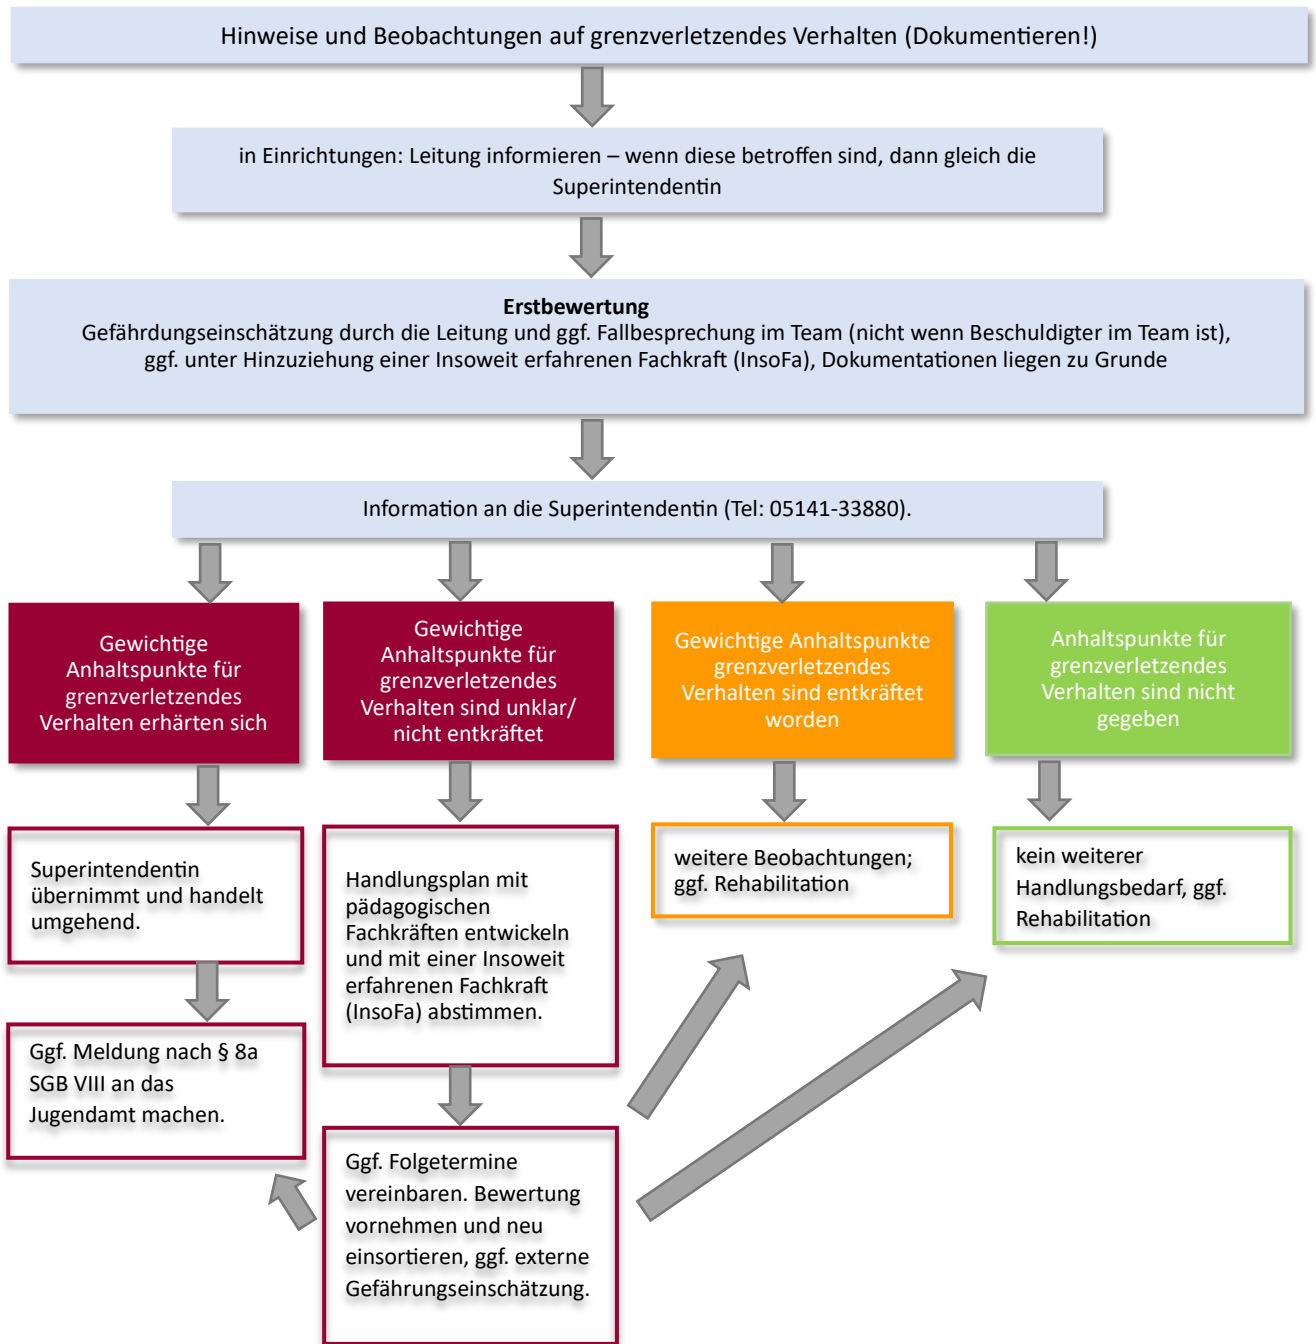 Hinweise und Beobachtungen auf grenzverletzendes Verhalten (Dokumentieren!)
in Einrichtungen: Leitung informieren – wenn diese betroffen sind, dann gleich die
Superintendentin
Erstbewertung
Gefährdungseinschätzung durch die Leitung und ggf. Fallbesprechung im Team (nicht wenn Beschuldigter im Team ist),
ggf. unter Hinzuziehung einer Insoweit erfahrenen Fachkraft (InsoFa), Dokumentationen liegen zu Grunde
Information an die Superintendentin (Tel: 05141-33880).
Gewichtige
Anhaltspunkte für
grenzverletzendes
Verhalten erhärten sich
Gewichtige
Anhaltspunkte für
grenzverletzendes
Verhalten sind unklar/
nicht entkräftet
Gewichtige Anhaltspunkte
grenzverletzendes
Verhalten sind entkräftet
worden
Anhaltspunkte für
grenzverletzendes
Verhalten sind nicht
gegeben
Superintendentin
übernimmt und handelt
umgehend.
Handlungsplan mit
pädagogischen
Fachkräften entwickeln
und mit einer Insoweit
erfahrenen Fachkraft
(InsoFa) abstimmen.
weitere Beobachtungen;
ggf. Rehabilitation
kein weiterer
Handlungsbedarf, ggf.
Rehabilitation
Ggf. Meldung nach § 8a
SGB VIII an das
Jugendamt machen.
Ggf. Folgetermine
vereinbaren. Bewertung
vornehmen und neu
einsortieren, ggf. externe
Gefährungseinschätzung.